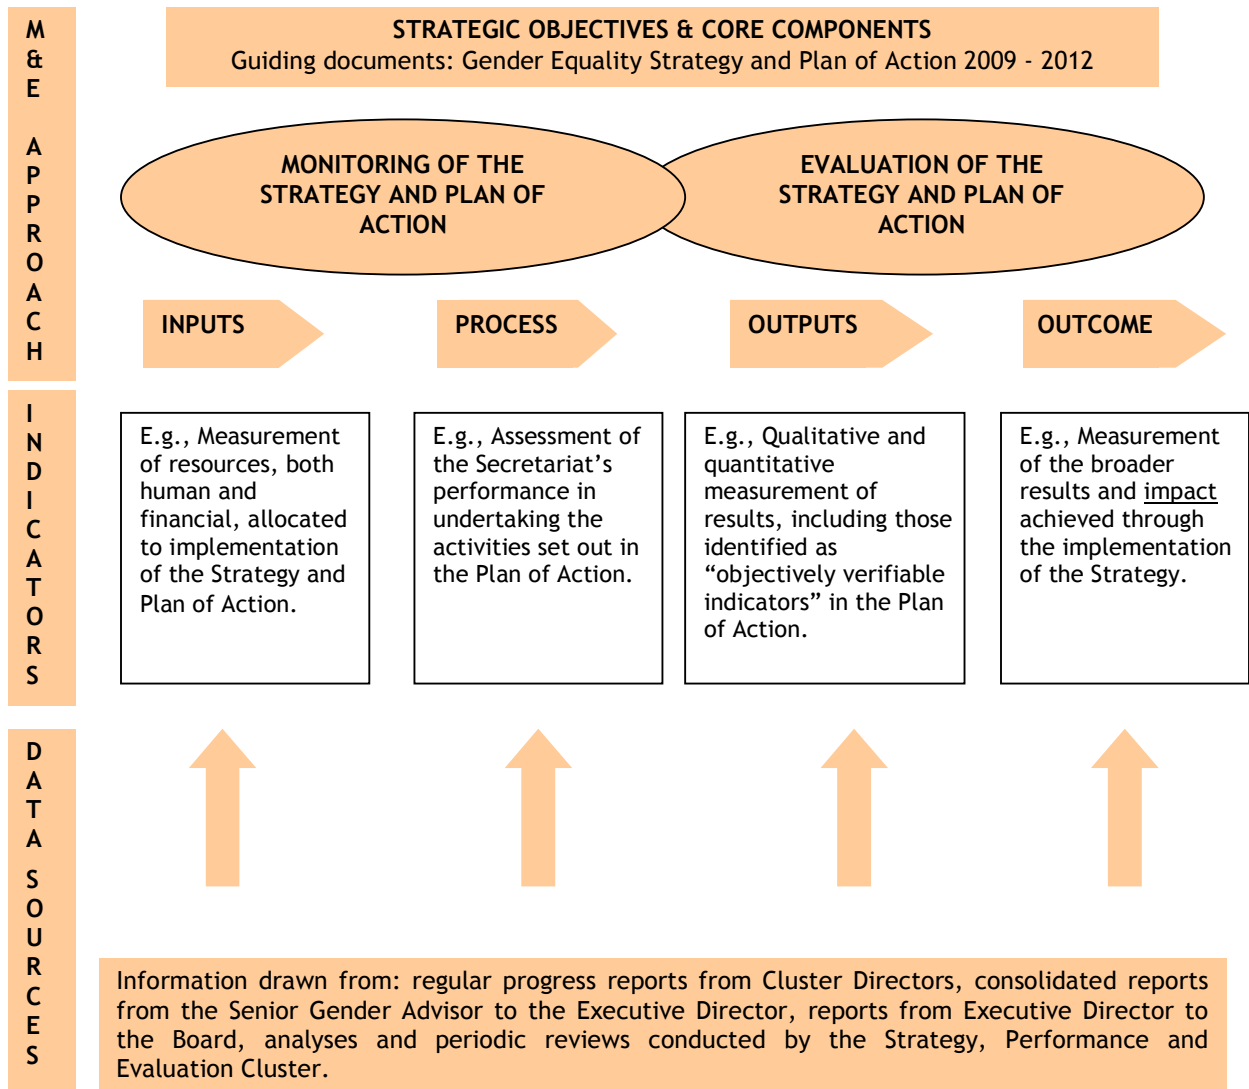 M
&
E
A
P
P
R
O
A
C
H
STRATEGIC OBJECTIVES & CORE COMPONENTS
Guiding documents: Gender Equality Strategy and Plan of Action 2009 - 2012
MONITORING OF THE
STRATEGY AND PLAN OF
ACTION
EVALUATION OF THE
STRATEGY AND PLAN OF
ACTION
INPUTS
PROCESS
OUTPUTS
OUTCOME
I
N
D
I
C
A
T
O
R
S
E.g., Measurement
of resources, both
human and
financial, allocated
to implementation
of the Strategy and
Plan of Action.
E.g., Assessment of
the Secretariat’s
performance in
undertaking the
activities set out in
the Plan of Action.
E.g., Qualitative and
quantitative
measurement of
results, including those
identified as
“objectively verifiable
indicators” in the Plan
of Action.
E.g., Measurement
of the broader
results and impact
achieved through
the implementation
of the Strategy.
D
A
T
A
S
O
U
R
C
E
S
Information drawn from: regular progress reports from Cluster Directors, consolidated reports
from the Senior Gender Advisor to the Executive Director, reports from Executive Director to
the Board, analyses and periodic reviews conducted by the Strategy, Performance and
Evaluation Cluster.